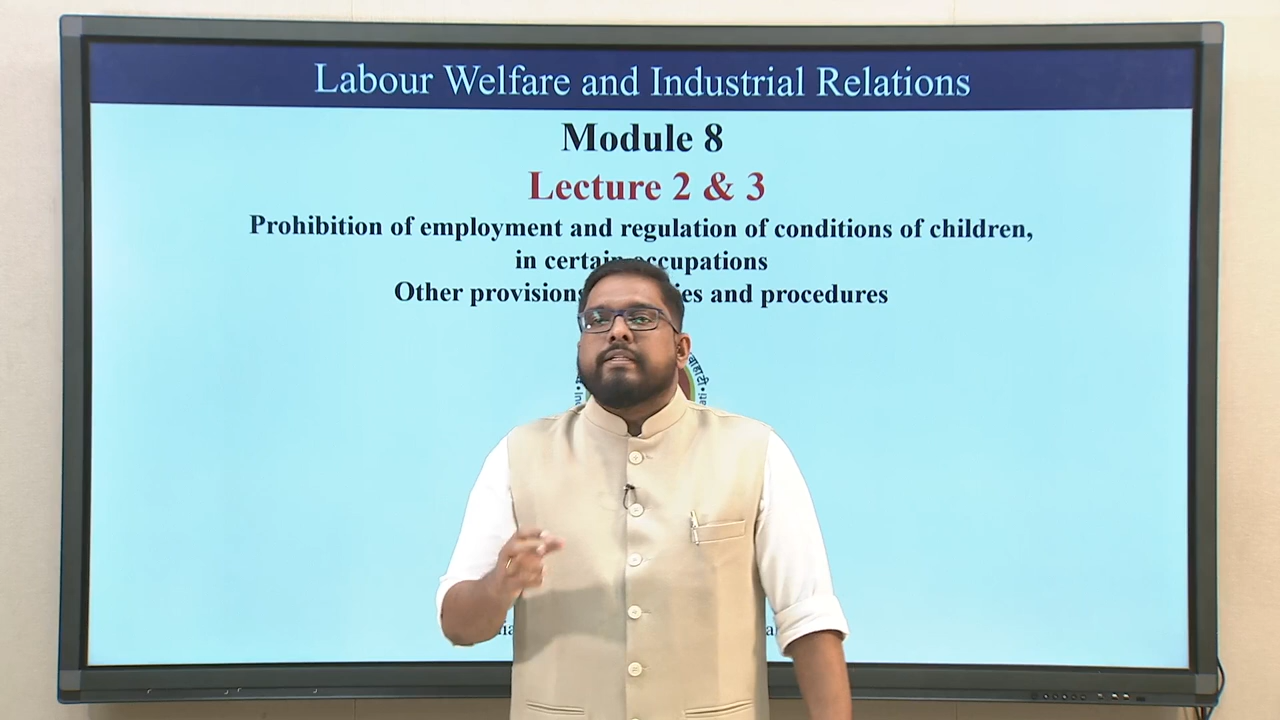 Labour Welfare and Industrial Relations
Module 8
Lecture 2 & 3
Prohibition of employment and regulation of conditions of children,
in certain occupations
Other provisions and procedures